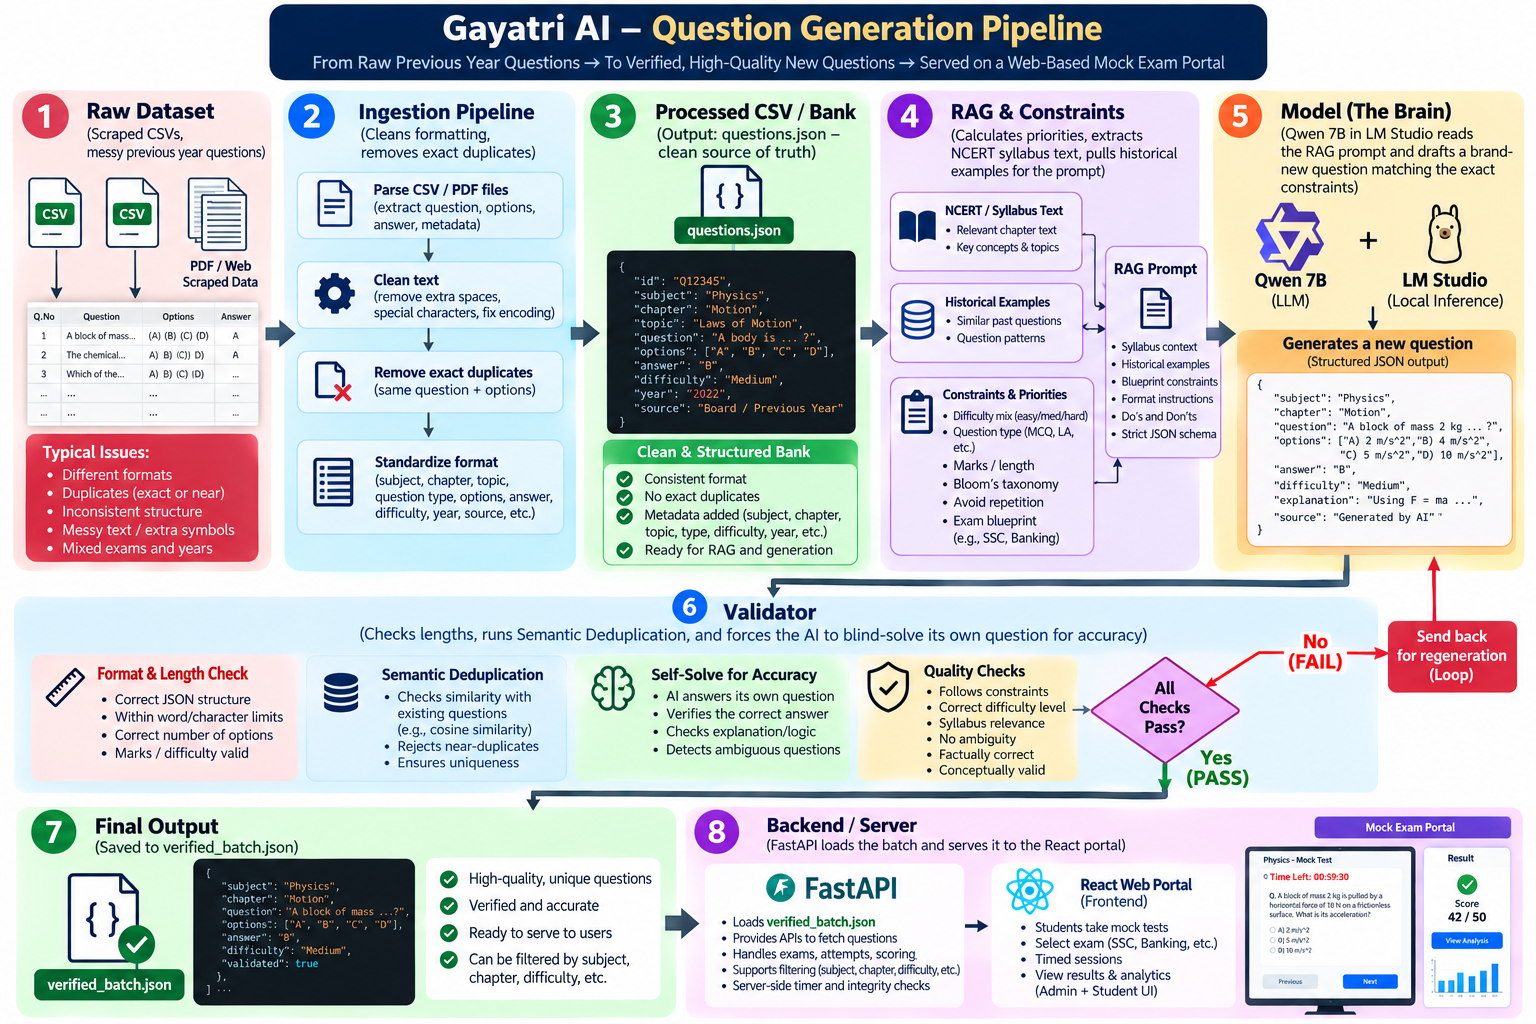 Gayatri AI – Question Generation Pipeline
From Raw Previous Year Questions → To Verified, High-Quality New Questions → Served on a Web-Based Mock Exam Portal
1
Raw Dataset
(Scraped CSVs,
messy previous year questions)
CSV
CSV
PDF / Web
Scraped Data
Q.No Question Options Answer
1 A block of mass... (A) (B) (C) (D) A
2 The chemical... A) B) (C)) D) A
3 Which of the... A) B) (C) (D) ...
... ... ... ...
... ... ... ...
Typical Issues:
• Different formats
• Duplicates (exact or near)
• Inconsistent structure
• Messy text / extra symbols
• Mixed exams and years
2
Ingestion Pipeline
(Cleans formatting,
removes exact duplicates)
Parse CSV / PDF files
(extract question, options,
answer, metadata)
Clean text
(remove extra spaces,
special characters, fix encoding)
Remove exact duplicates
(same question + options)
Standardize format
(subject, chapter, topic,
question type, options, answer,
difficulty, year, source, etc.)
3
Processed CSV / Bank
(Output: questions.json –
clean source of truth)
{ }
questions.json
{
"id": "Q12345",
"subject": "Physics",
"chapter": "Motion",
"topic": "Laws of Motion",
"question": "A body is ... ?",
"options": ["A", "B", "C", "D"],
"answer": "B",
"difficulty": "Medium",
"year": "2022",
"source": "Board / Previous Year"
}
Clean & Structured Bank
Consistent format
No exact duplicates
Metadata added (subject, chapter,
topic, type, difficulty, year, etc.)
Ready for RAG and generation
4
RAG & Constraints
(Calculates priorities, extracts
NCERT syllabus text, pulls historical
examples for the prompt)
NCERT / Syllabus Text
• Relevant chapter text
• Key concepts & topics
Historical Examples
• Similar past questions
• Question patterns
Constraints & Priorities
• Difficulty mix (easy/med/hard)
• Question type (MCQ, LA,
etc.)
• Marks / length
• Bloom's taxonomy
• Avoid repetition
• Exam blueprint
(e.g., SSC, Banking)
RAG Prompt
• Syllabus context
• Historical examples
• Blueprint constraints
• Format instructions
• Do's and Don'ts
• Strict JSON schema
5
Model (The Brain)
(Qwen 7B in LM Studio reads
the RAG prompt and drafts a brand-
new question matching the exact
constraints)
+
Qwen 7B
(LLM)
LM Studio
(Local Inference)
Generates a new question
(Structured JSON output)
{
"subject": "Physics",
"chapter": "Motion",
"question": "A block of mass 2 kg ... ?",
"options": ["A) 2 m/s^2","B) 4 m/s^2",
"C) 5 m/s^2","D) 10 m/s^2"],
"answer": "B",
"difficulty": "Medium",
"explanation": "Using F = ma ...",
"source": "Generated by AI" "
}
6
Validator
(Checks lengths, runs Semantic Deduplication, and forces the AI to blind-solve its own question for accuracy)
Format & Length Check
• Correct JSON structure
• Within word/character limits
• Correct number of options
• Marks / difficulty valid
Semantic Deduplication
• Checks similarity with
existing questions
(e.g., cosine similarity)
• Rejects near-duplicates
• Ensures uniqueness
Self-Solve for Accuracy
• AI answers its own question
• Verifies the correct answer
• Checks explanation/logic
• Detects ambiguous questions
Quality Checks
• Follows constraints
• Correct difficulty level
• Syllabus relevance
• No ambiguity
• Factually correct
• Conceptually valid
All
Checks
Pass?
No
(FAIL)
Send back
for regeneration
(Loop)
Yes
(PASS)
7
Final Output
(Saved to verified_batch.json)
{ }
verified_batch.json
{
"subject": "Physics",
"chapter": "Motion",
"question": "A block of mass ...?",
"options": ["A", "B", "C", "D"],
"answer": "B",
"difficulty": "Medium",
"validated": true
},
] ...
High-quality, unique questions
Verified and accurate
Ready to serve to users
Can be filtered by subject,
chapter, difficulty, etc.
8
Backend / Server
(FastAPI loads the batch and serves it to the React portal)
FastAPI
• Loads verified_batch.json
• Provides APIs to fetch questions
• Handles exams, attempts, scoring
• Supports filtering (subject, chapter, difficulty, etc.)
• Server-side timer and integrity checks
React Web Portal
(Frontend)
• Students take mock tests
• Select exam (SSC, Banking, etc.)
• Timed sessions
• View results & analytics
(Admin + Student UI)
Mock Exam Portal
Physics - Mock Test
Time Left: 00:59:30
Q. A block of mass 2 kg is pulled by a
horizontal force of 10 N on a frictionless
surface. What is its acceleration?
A) 2 m/s^2
D) 10 m/s^2
Previous
Next
Result
Score
42 / 50
View Analysis